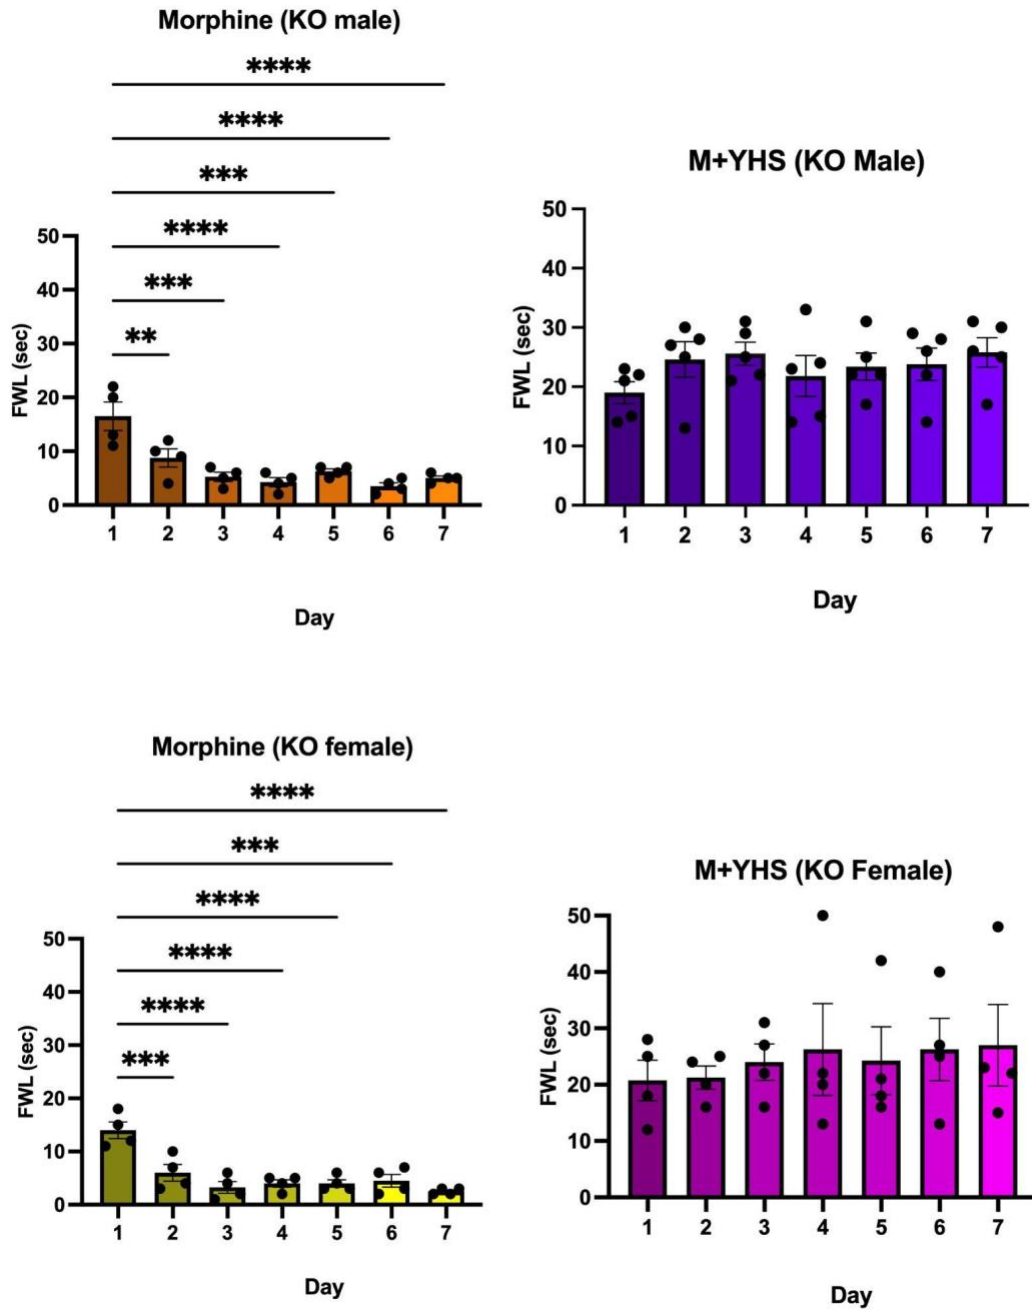 Morphine (KO male)
****
****
***
****
***
**
FWL (sec)
50
40
30
20
10
0
1 2 3 4 5 6 7
Day
M+YHS (KO Male)
FWL (sec)
50
40
30
20
10
0
1 2 3 4 5 6 7
Day
Morphine (KO female)
****
***
****
****
****
***
FWL (sec)
50
40
30
20
10
0
1 2 3 4 5 6 7
Day
M+YHS (KO Female)
FWL (sec)
50
40
30
20
10
0
1 2 3 4 5 6 7
Day